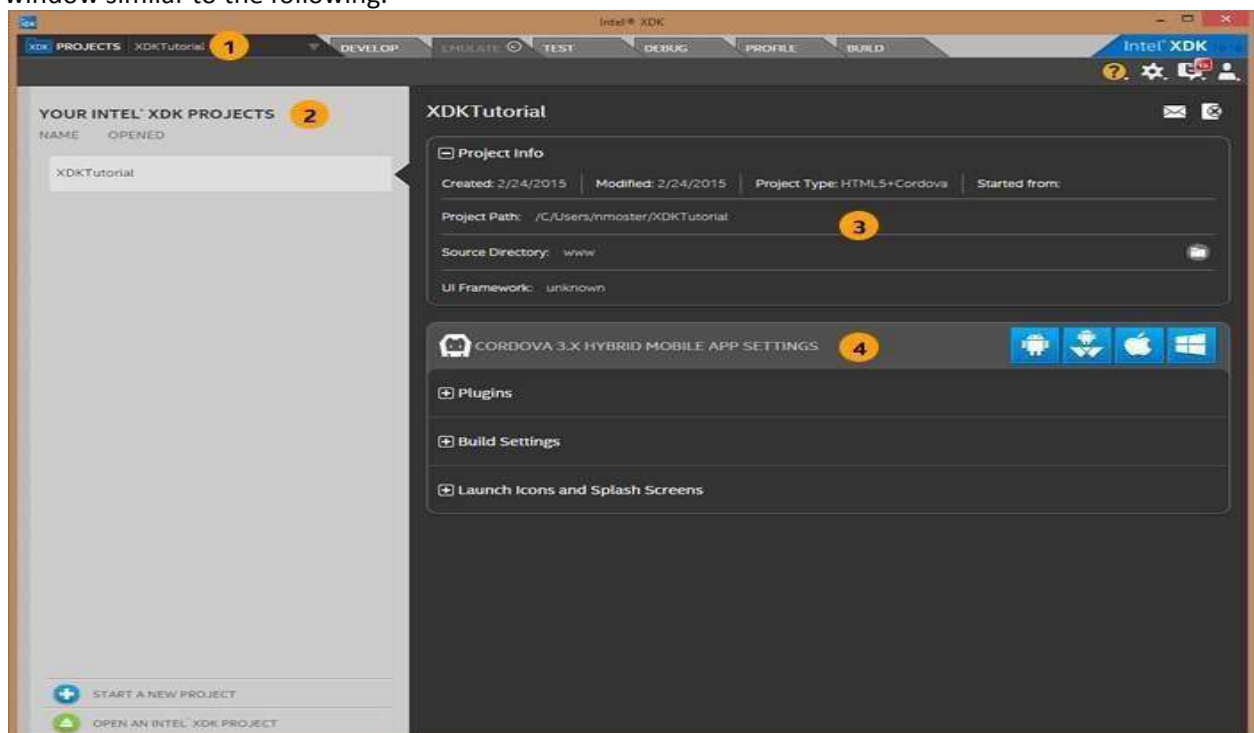 window similar to the following:
Intel® XDK
XDK PROJECTS XDKTutorial 1 DEVELOP EMULATE TEST DEBUG PROFILE BUILD Intel® XDK
YOUR INTEL® XDK PROJECTS 2
NAME OPENED
XDKTutorial
XDKTutorial
Project Info
Created: 2/24/2015 Modified: 2/24/2015 Project Type: HTML5+Cordova Started from:
Project Path: /C/Users/nmoster/XDKTutorial
3
Source Directory: www
UI Framework: unknown
CORDOVA 3.X HYBRID MOBILE APP SETTINGS 4
Plugins
Build Settings
Launch Icons and Splash Screens
START A NEW PROJECT
OPEN AN INTEL® XDK PROJECT